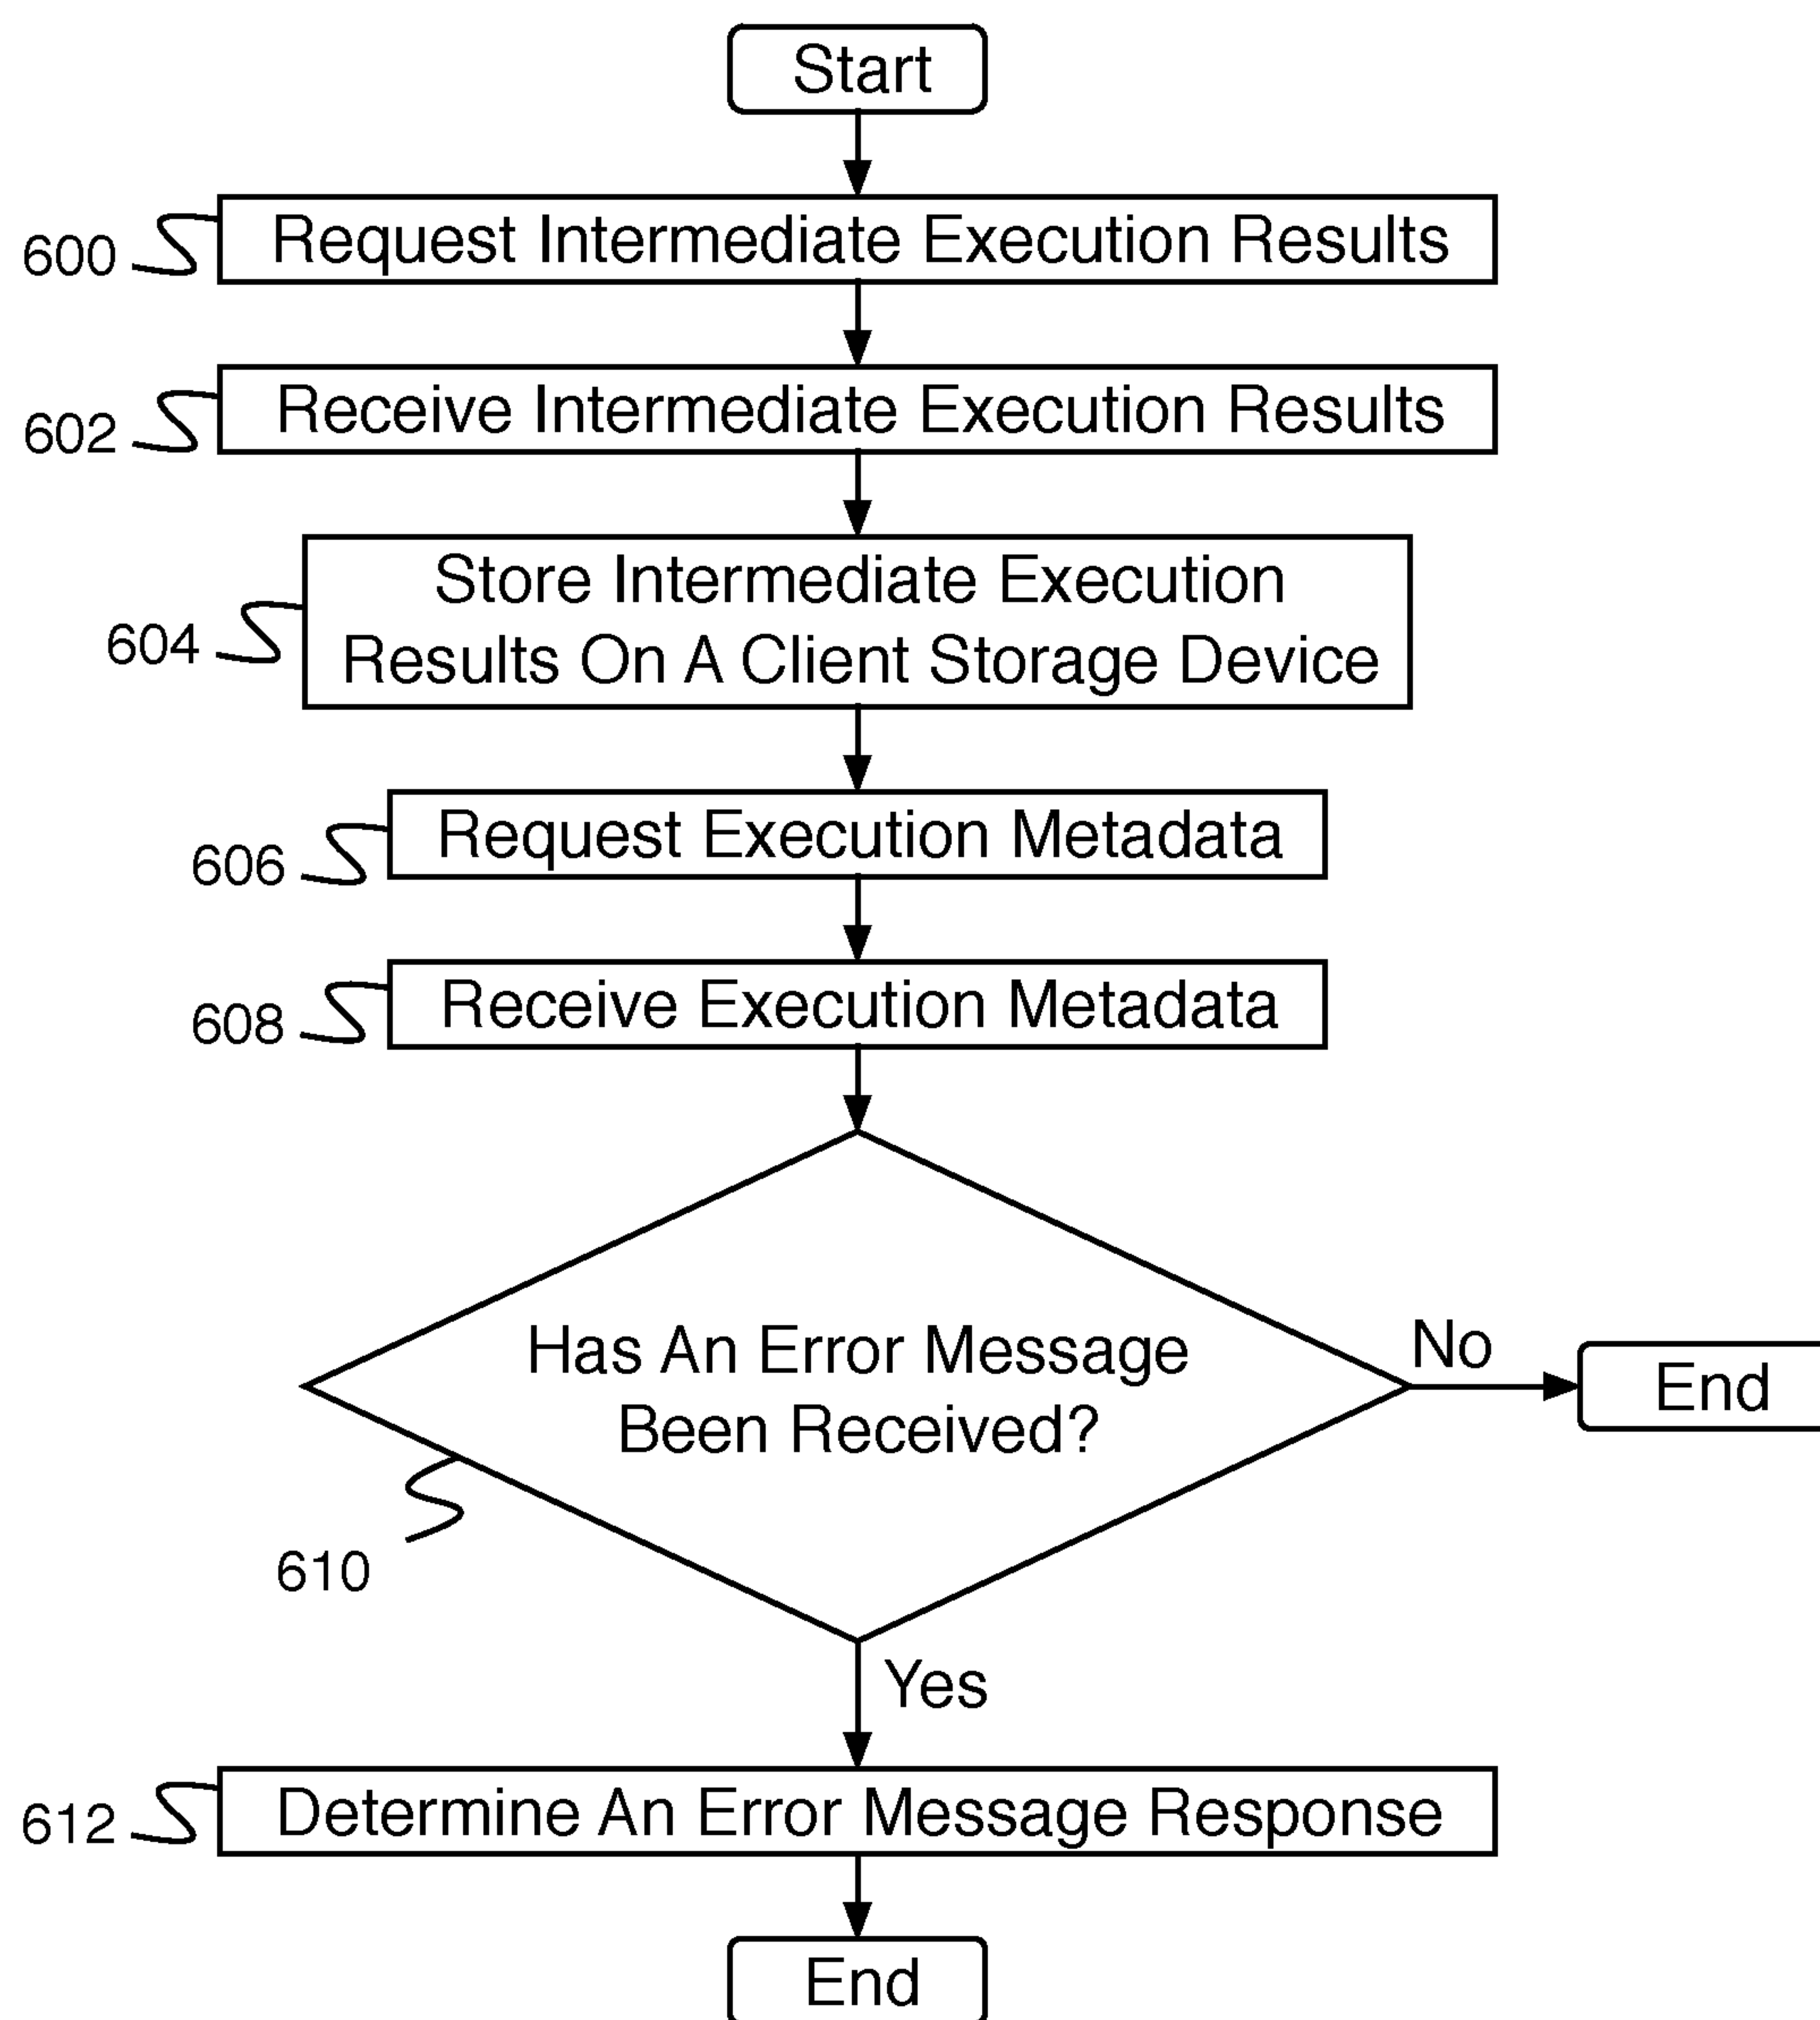 Start
600
Request Intermediate Execution Results
602
Receive Intermediate Execution Results
604
Store Intermediate Execution
Results On A Client Storage Device
606
Request Execution Metadata
608
Receive Execution Metadata
Has An Error Message
Been Received?
No
End
610
Yes
612
Determine An Error Message Response
End